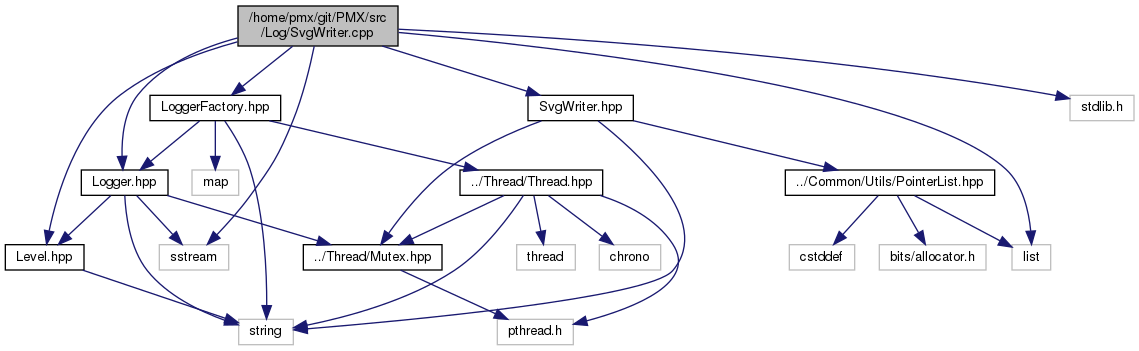 /home/pmx/git/PMX/src
/Log/SvgWriter.cpp
LoggerFactory.hpp
SvgWriter.hpp
stdlib.h
Logger.hpp
map
../Thread/Thread.hpp
../Common/Utils/PointerList.hpp
Level.hpp
sstream
../Thread/Mutex.hpp
thread
chrono
cstddef
bits/allocator.h
list
string
pthread.h